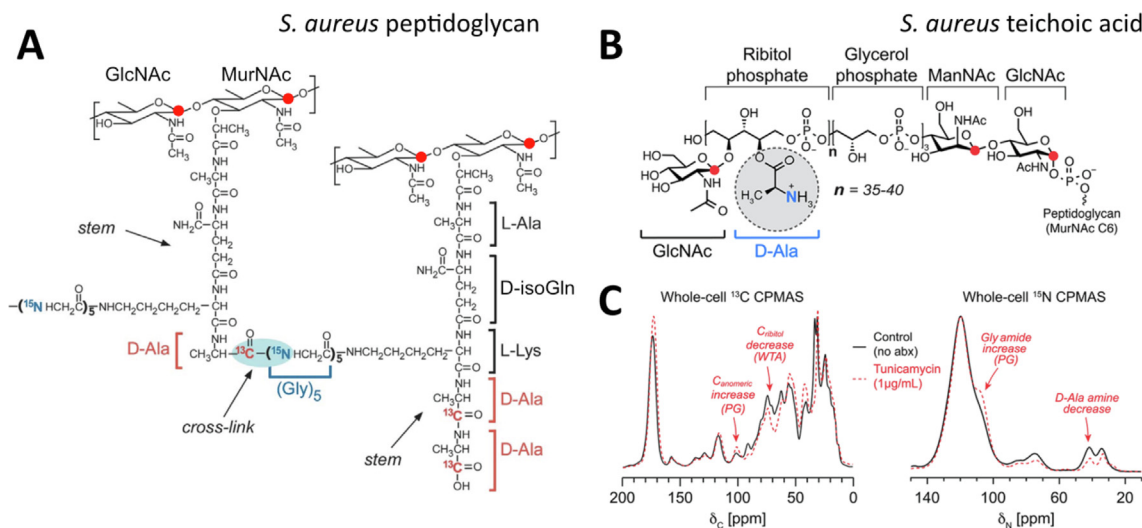 S. aureus peptidoglycan
A
GlcNAc
MurNAc
stem
D-Ala
(Gly)5
cross-link
L-Ala
D-isoGln
L-Lys
D-Ala
D-Ala
stem
S. aureus teichoic acid
B
Ribitol
phosphate
Glycerol
phosphate
ManNAc
GlcNAc
n
n = 35-40
Peptidoglycan
(MurNAc C6)
GlcNAc
D-Ala
C
Whole-cell 13C CPMAS
Cribitol
decrease
(WTA)
Canomeric
increase
(PG)
200 150 100 50 0
δC [ppm]
Whole-cell 15N CPMAS
Control
(no abx)
Tunicamycin
(1μg/mL)
Gly amide
increase
(PG)
D-Ala amine
decrease
140 100 60 20
δN [ppm]